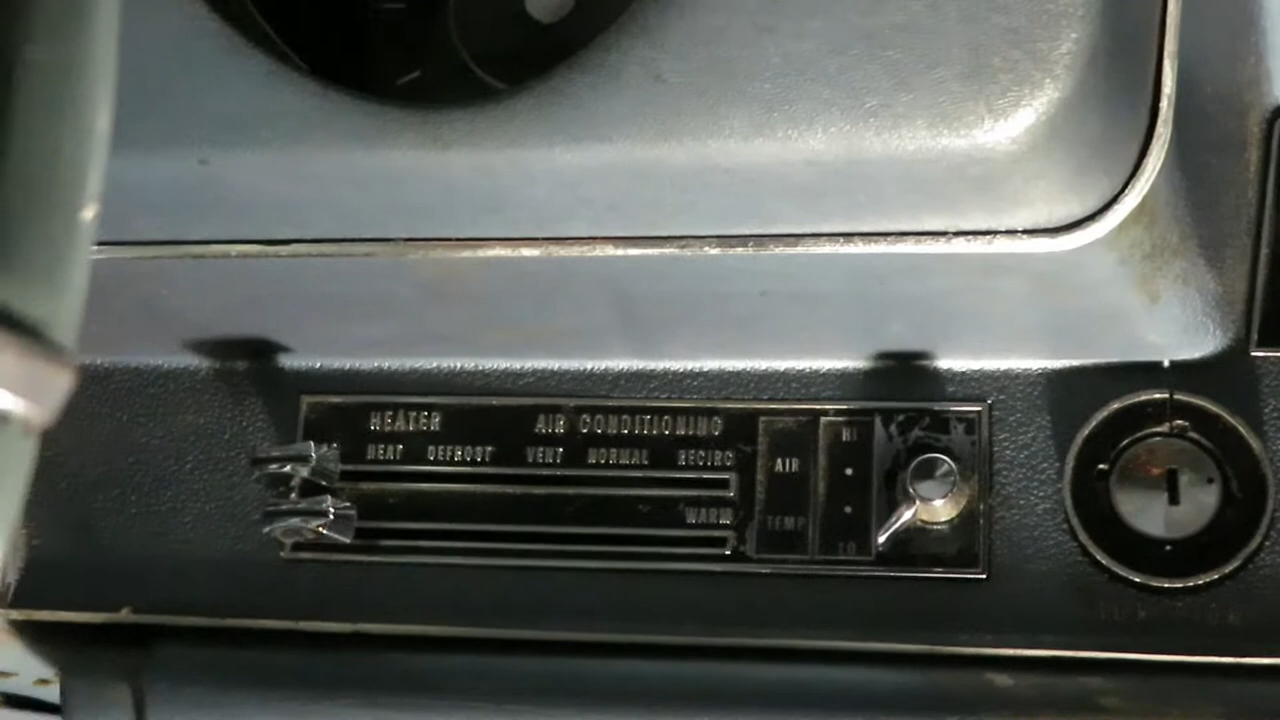 HEATER AIR CONDITIONING
HEAT DEFROST VENT NORMAL RECIRC
WARM
AIR
TEMP
HI
LO